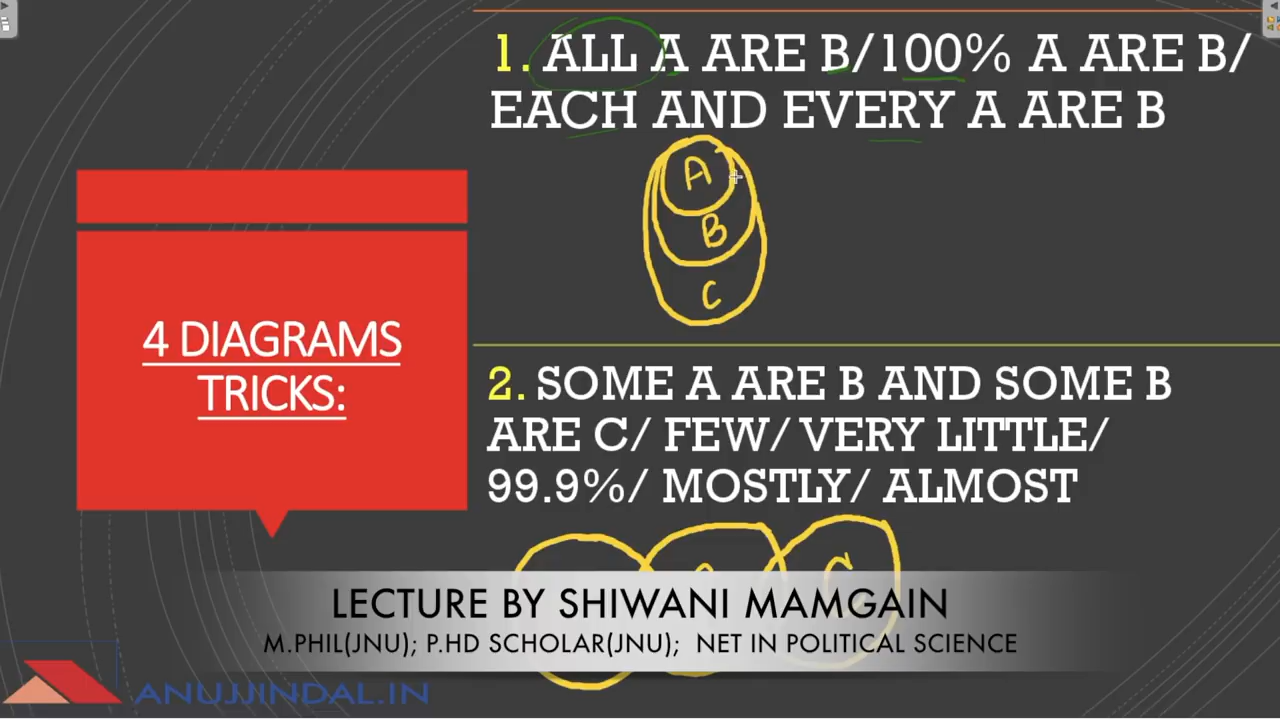 1. ALL A ARE B/100% A ARE B/
EACH AND EVERY A ARE B
A
B
C
4 DIAGRAMS
TRICKS:
2. SOME A ARE B AND SOME B
ARE C/ FEW/ VERY LITTLE/
99.9%/ MOSTLY/ ALMOST
C
LECTURE BY SHIWANI MAMGAIN
M.PHIL(JNU); P.HD SCHOLAR(JNU); NET IN POLITICAL SCIENCE
ANUJJINDAL.IN